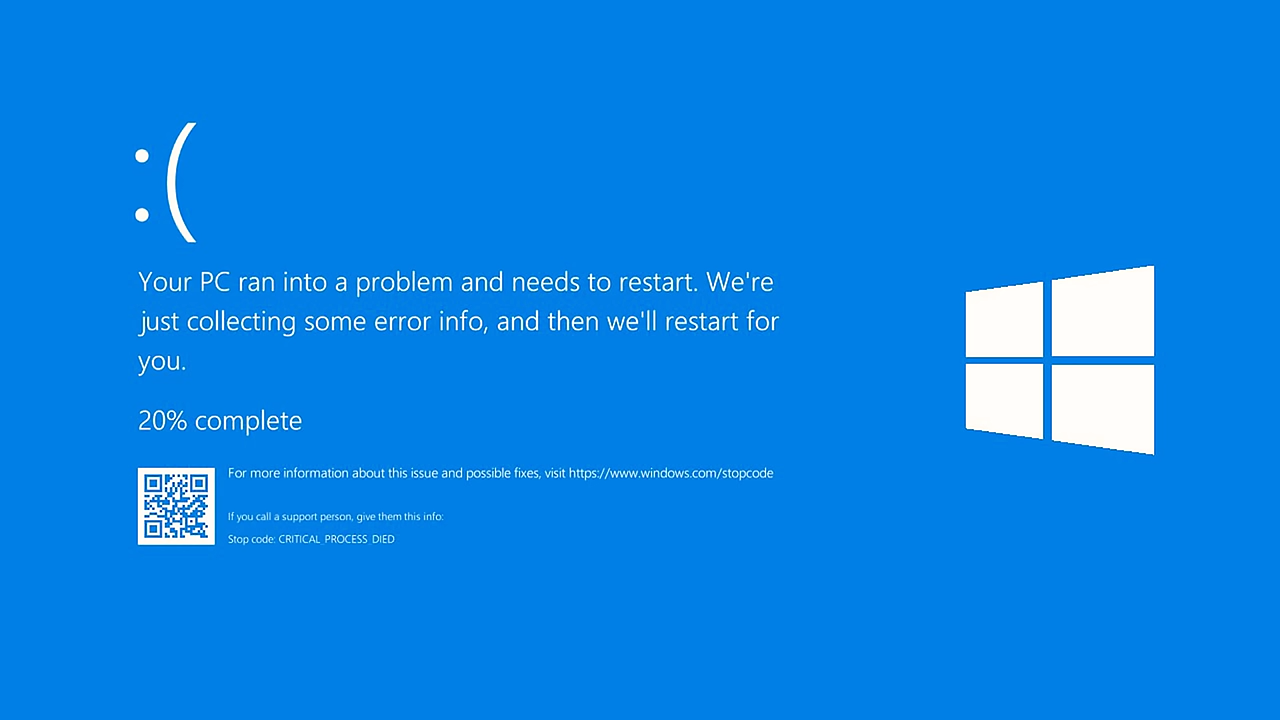 :(
Your PC ran into a problem and needs to restart. We're
just collecting some error info, and then we'll restart for
you.
20% complete
For more information about this issue and possible fixes, visit https://www.windows.com/stopcode
If you call a support person, give them this info:
Stop code: CRITICAL_PROCESS_DIED